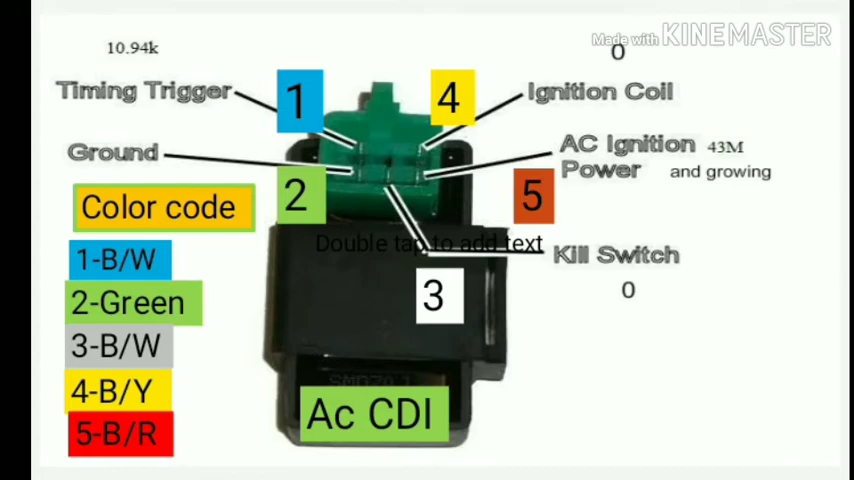 Made with KINEMASTER
10.94k
0
Timing Trigger
1
4
Ignition Coil
Ground
AC Ignition 43M
Power and growing
2
5
Color code
Double tap to add text
Kill Switch
1-B/W
3
0
2-Green
3-B/W
4-B/Y
Ac CDI
5-B/R